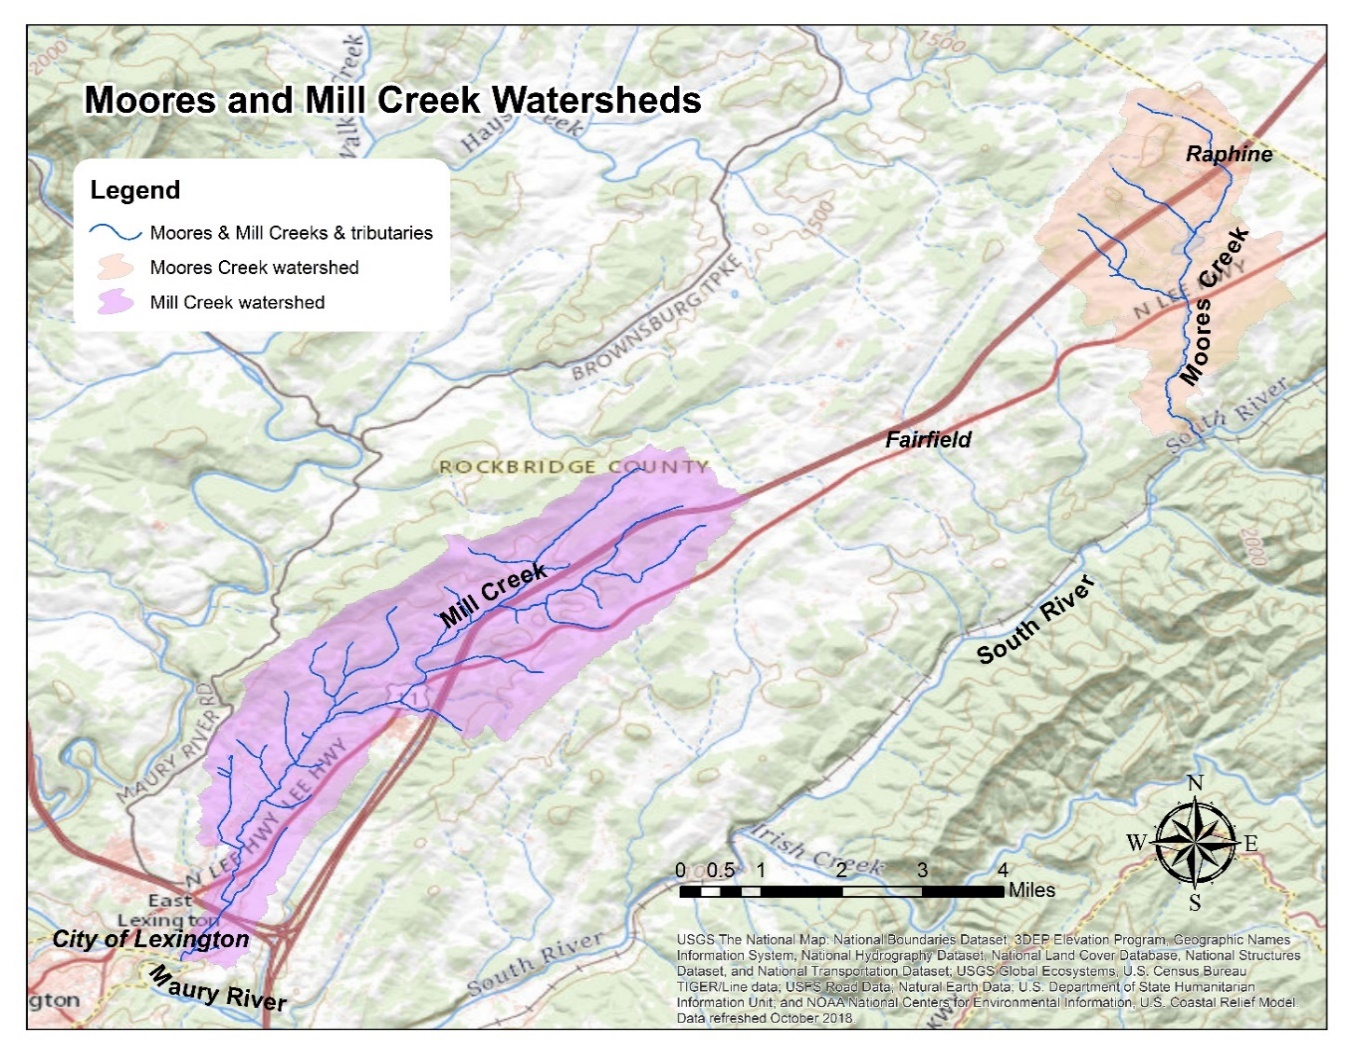 2000
1500
Walk Creek
Hays Creek
Moores and Mill Creek Watersheds
Legend
Moores & Mill Creeks & tributaries
Moores Creek watershed
Mill Creek watershed
Raphine
1500
Moores Creek
N LEE HWY
BROWNSBURG TPKE
South River
Fairfield
ROCKBRIDGE COUNTY
2000
Mill Creek
South River
11
MAURY RIVER RD
LEE HWY
N LEE HWY
N
W E
S
Irish Creek
0 0.5 1 2 3 4
Miles
East
Lexington
City of Lexington
Maury River
gton
South River
USGS The National Map: National Boundaries Dataset, 3DEP Elevation Program, Geographic Names
Information System, National Hydrography Dataset, National Land Cover Database, National Structures
Dataset, and National Transportation Dataset; USGS Global Ecosystems; U.S. Census Bureau
TIGER/Line data; USFS Road Data; Natural Earth Data; U.S. Department of State Humanitarian
Information Unit; and NOAA National Centers for Environmental Information, U.S. Coastal Relief Model.
Data refreshed October 2018.